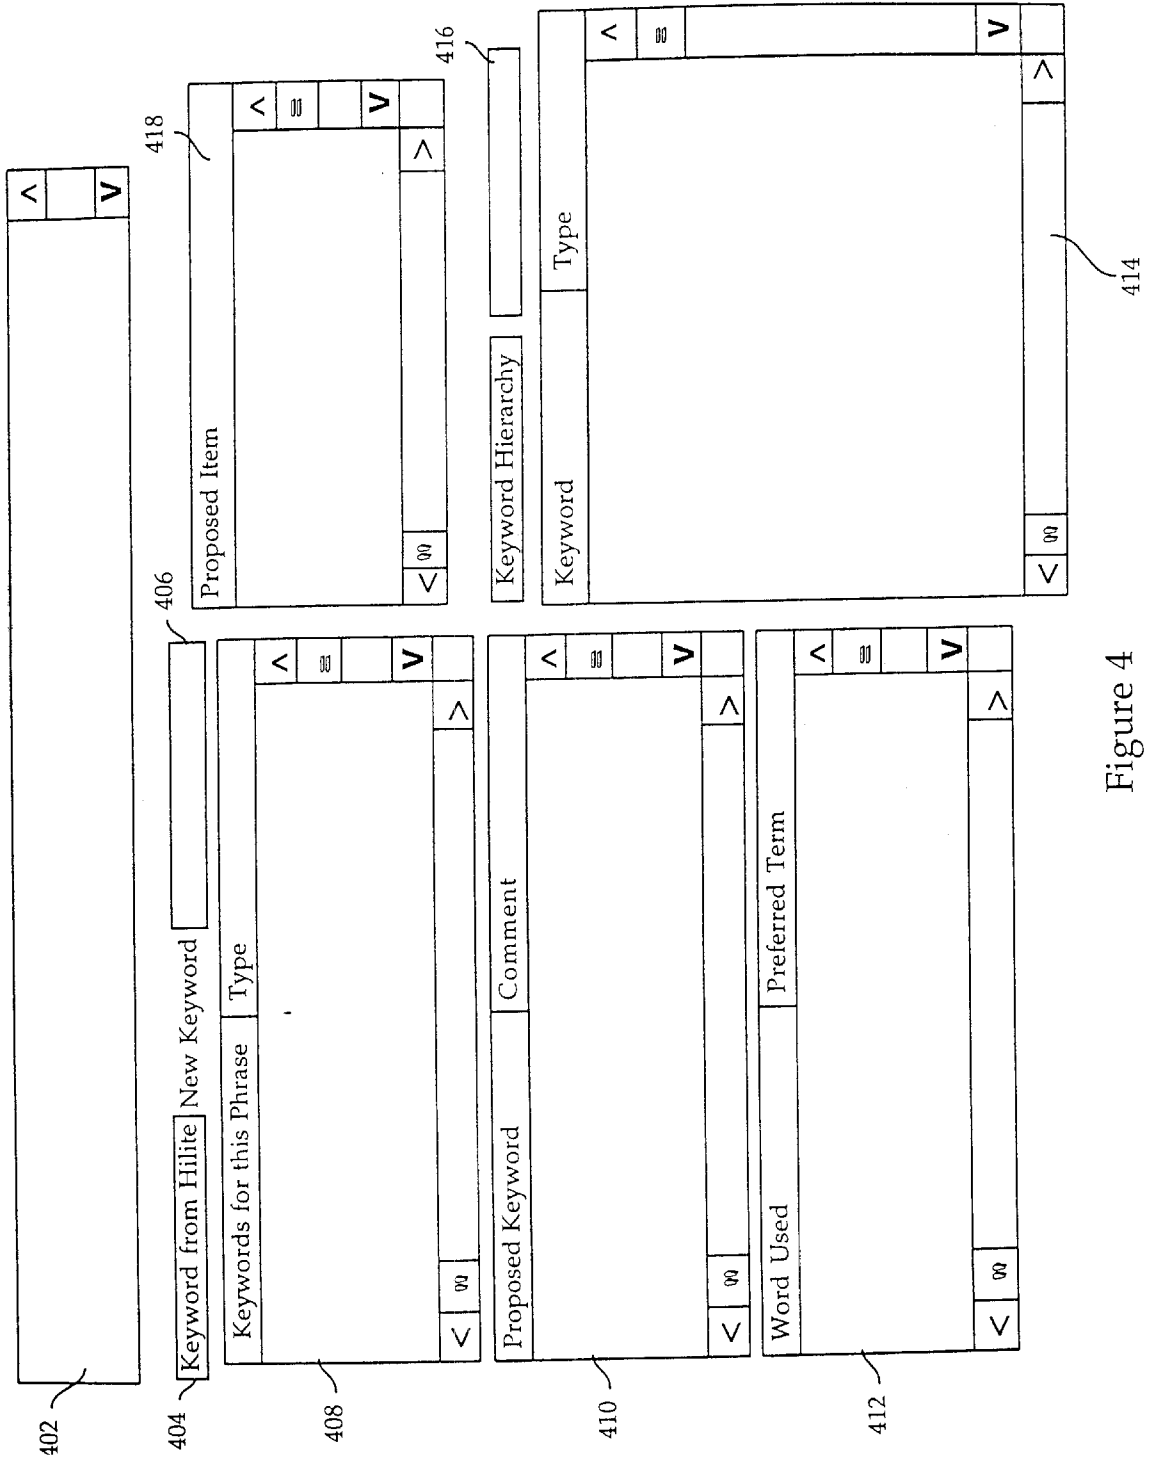 402
404
Keyword from Hilite
New Keyword
406
418
Proposed Item
408
Keywords for this Phrase
Type
416
Keyword Hierarchy
410
Proposed Keyword
Comment
Keyword
Type
412
Word Used
Preferred Term
414
Figure 4